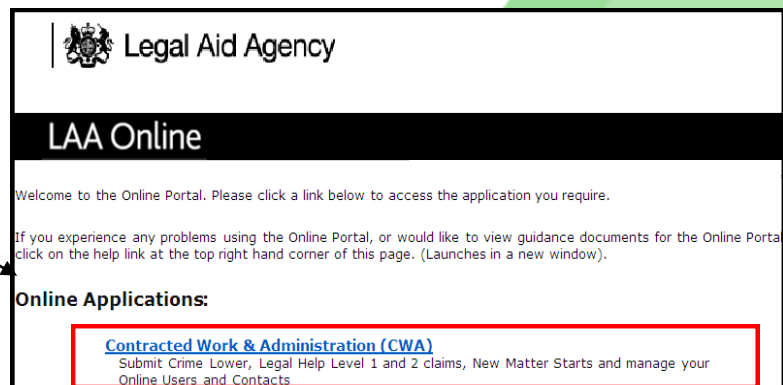 Legal Aid Agency
LAA Online
Welcome to the Online Portal. Please click a link below to access the application you require.
If you experience any problems using the Online Portal, or would like to view guidance documents for the Online Portal
click on the help link at the top right hand corner of this page. (Launches in a new window).
Online Applications:
Contracted Work & Administration (CWA)
Submit Crime Lower, Legal Help Level 1 and 2 claims, New Matter Starts and manage your
Online Users and Contacts